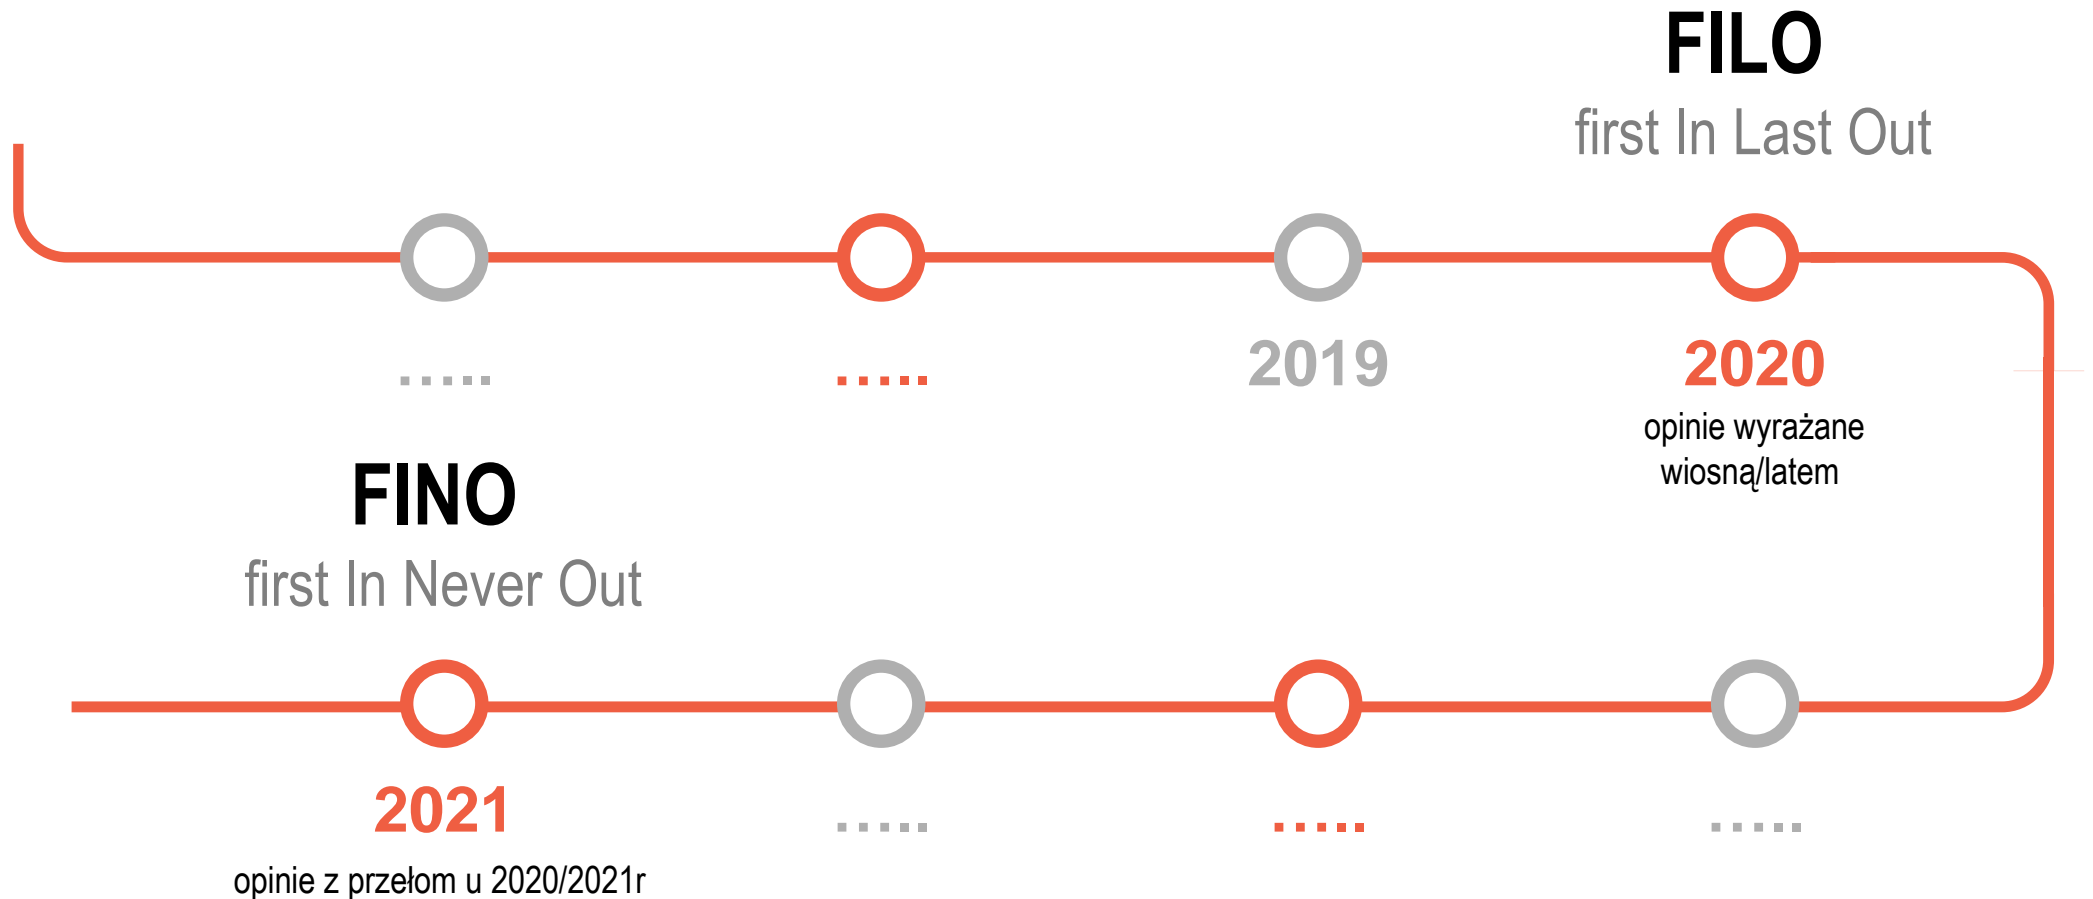 FILO
first In Last Out
.....
.....
2019
2020
opinie wyrażane
wiosną/latem
FINO
first In Never Out
2021
.....
.....
.....
opinie z przełom u 2020/2021r